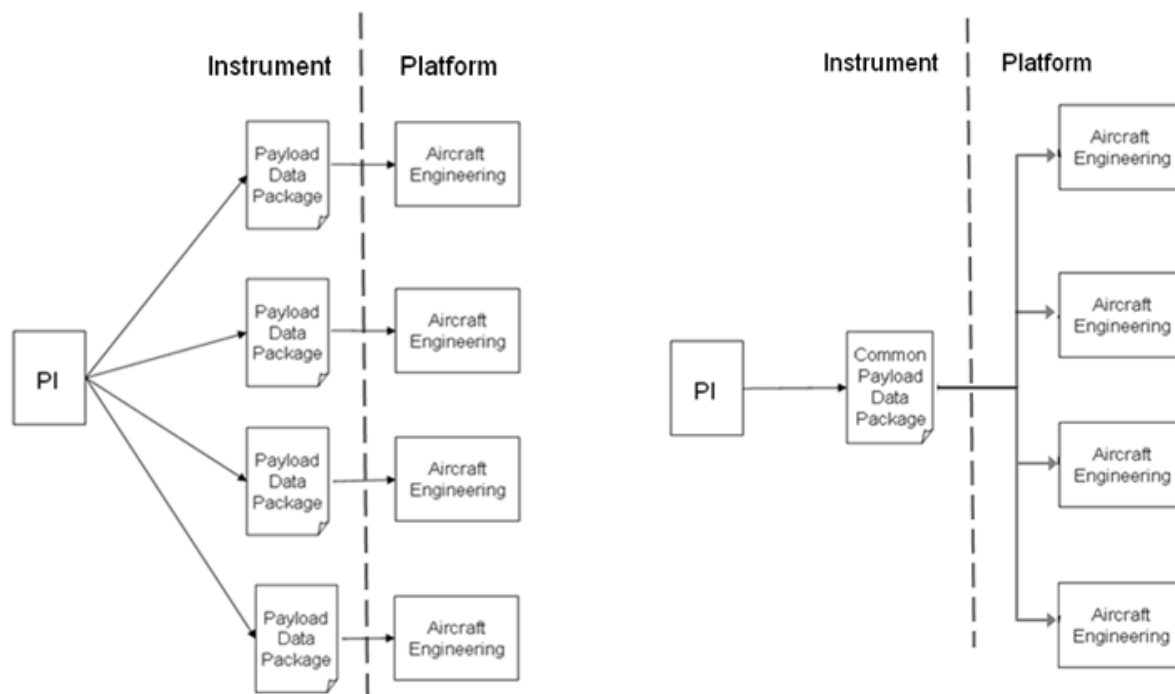 Instrument
Platform
Payload
Data
Package
Aircraft
Engineering
Payload
Data
Package
Aircraft
Engineering
PI
Payload
Data
Package
Aircraft
Engineering
Payload
Data
Package
Aircraft
Engineering
Instrument
Platform
Aircraft
Engineering
Aircraft
Engineering
PI
Common
Payload
Data
Package
Aircraft
Engineering
Aircraft
Engineering